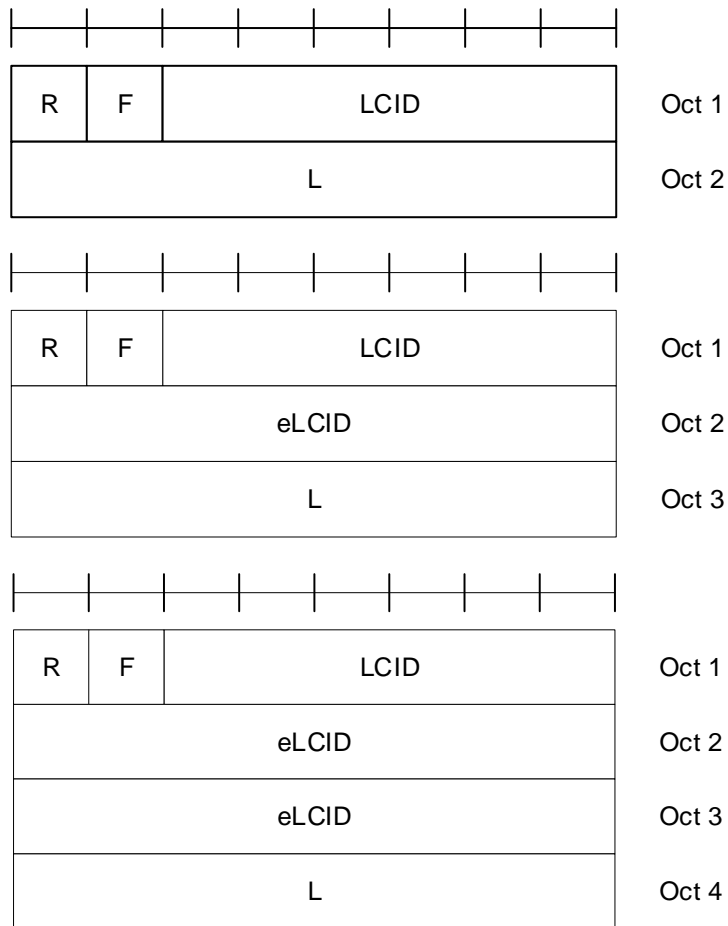 R F LCID Oct 1
L Oct 2
R F LCID Oct 1
eLCID Oct 2
L Oct 3
R F LCID Oct 1
eLCID Oct 2
eLCID Oct 3
L Oct 4